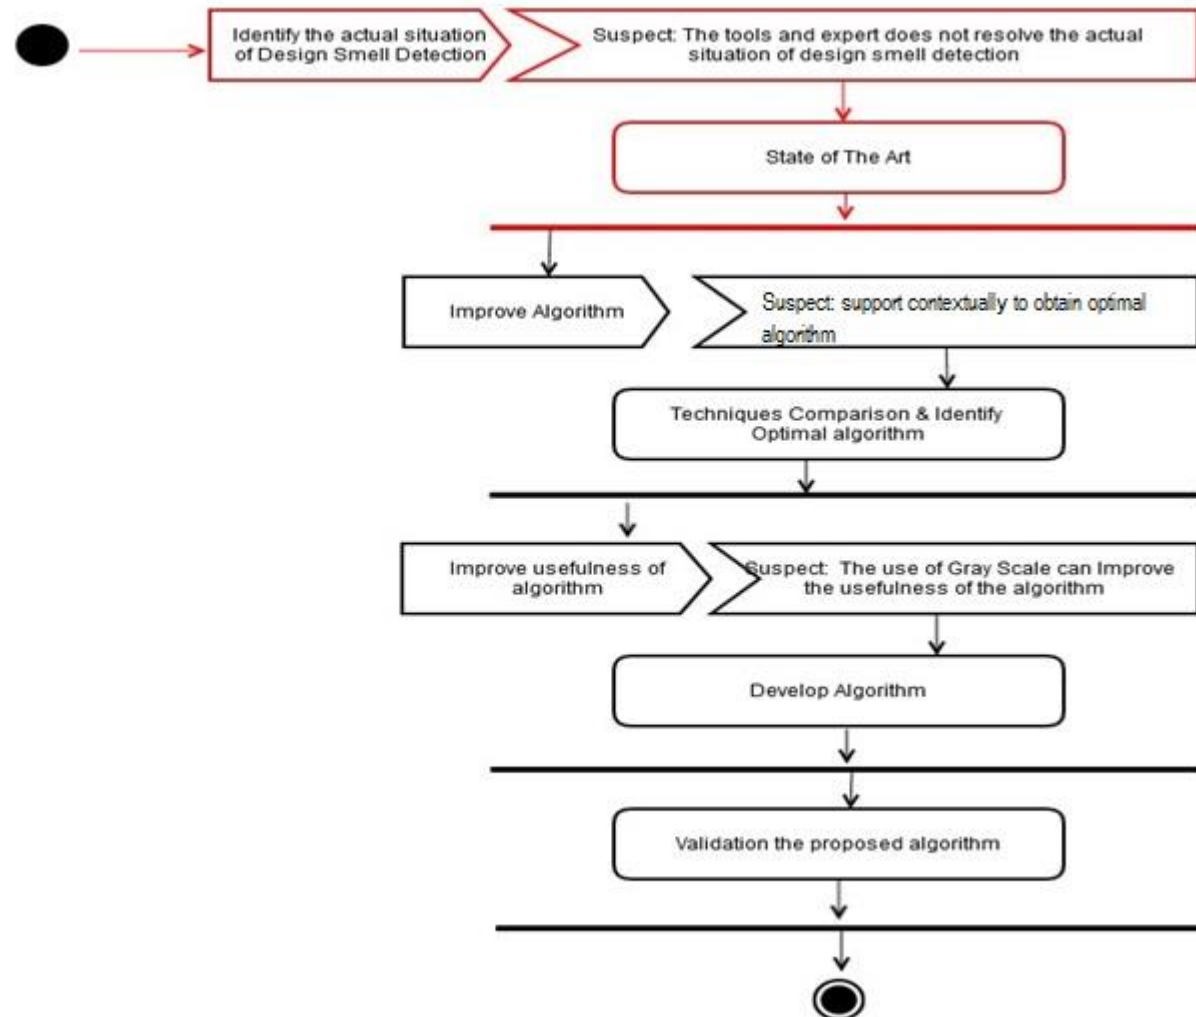 Identify the actual situation
of Design Smell Detection
Suspect: The tools and expert does not resolve the actual
situation of design smell detection
State of The Art
Improve Algorithm
Suspect: support contextually to obtain optimal
algorithm
Techniques Comparison & Identify
Optimal algorithm
Improve usefulness of
algorithm
Suspect: The use of Gray Scale can Improve
the usefulness of the algorithm
Develop Algorithm
Validation the proposed algorithm